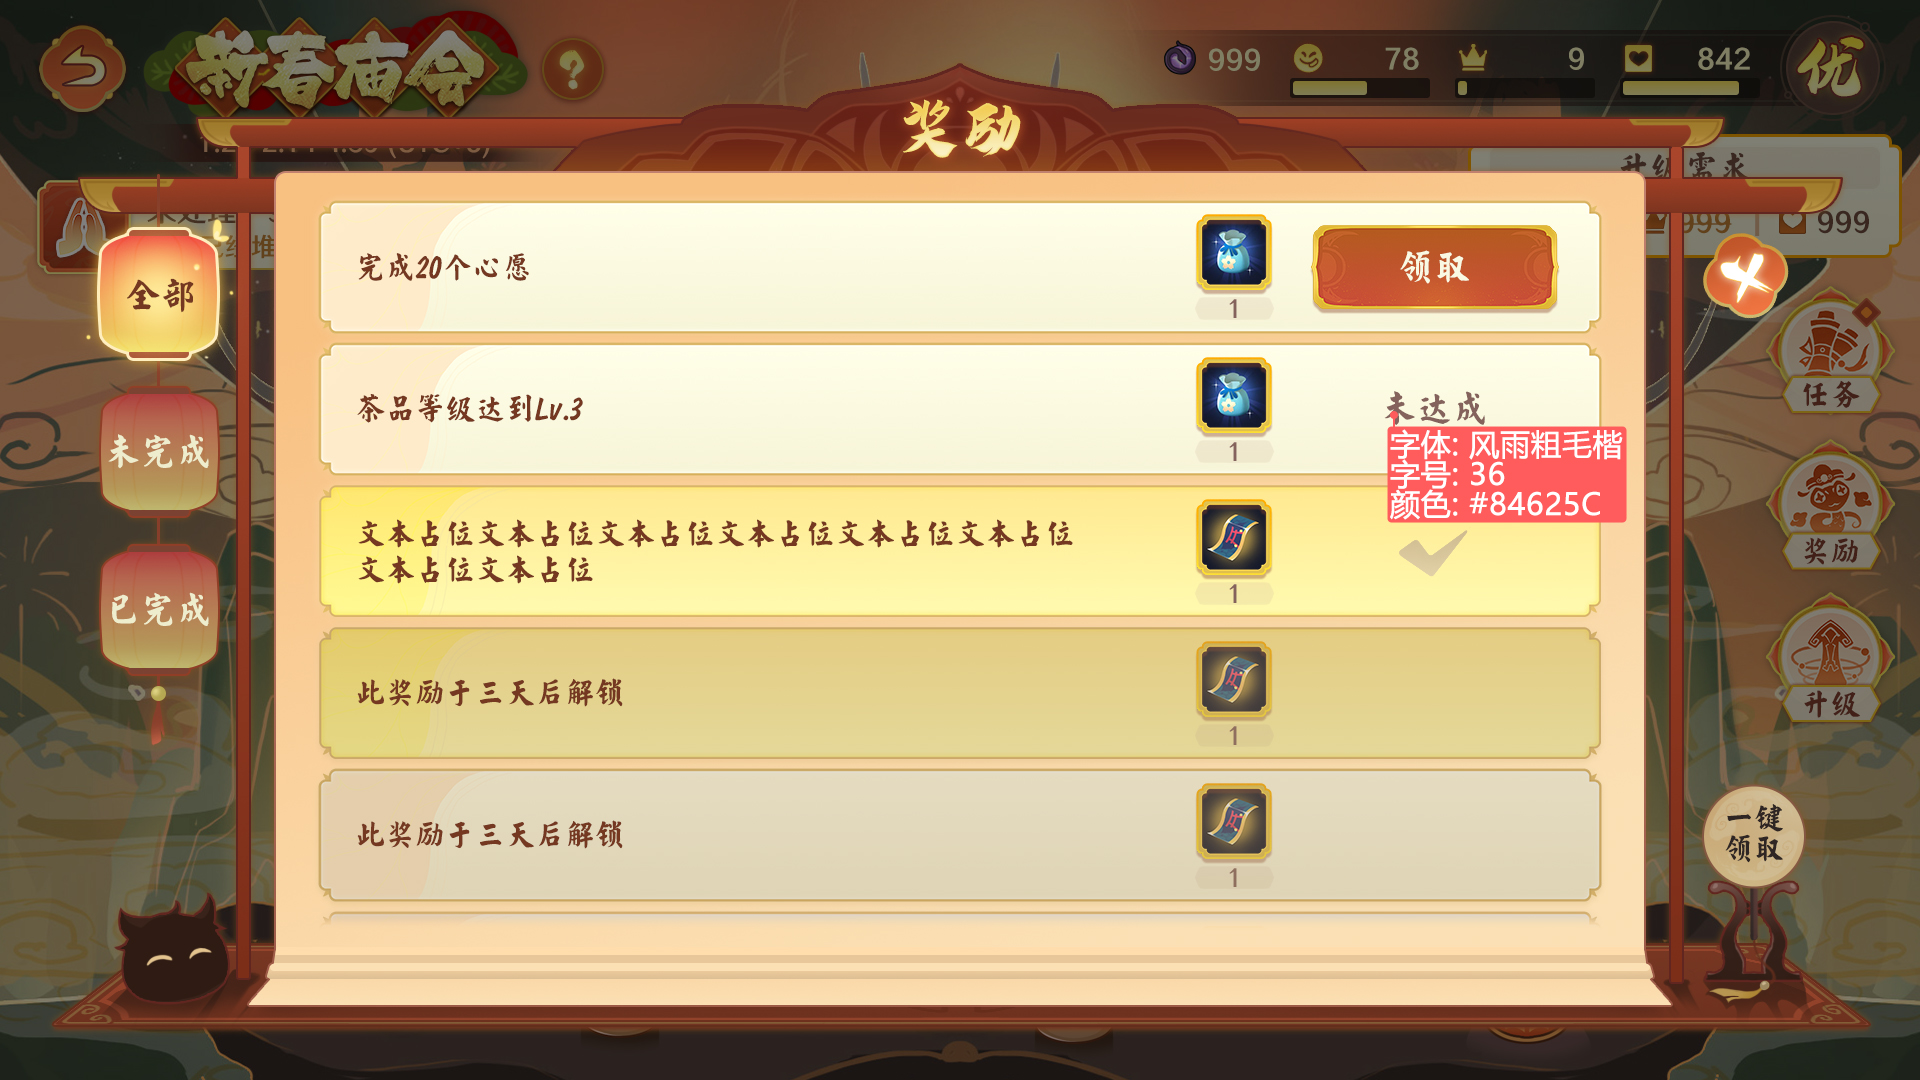 新春庙会
?
999
78
9
842
优
奖励
升级需求
999
999
全部
未完成
已完成
完成20个心愿
1
领取
茶品等级达到Lv.3
1
未达成
字体: 风雨粗毛楷
字号: 36
颜色: #84625C
文本占位文本占位文本占位文本占位文本占位文本占位
文本占位文本占位
1
此奖励于三天后解锁
1
此奖励于三天后解锁
1
任务
奖励
升级
一键
领取